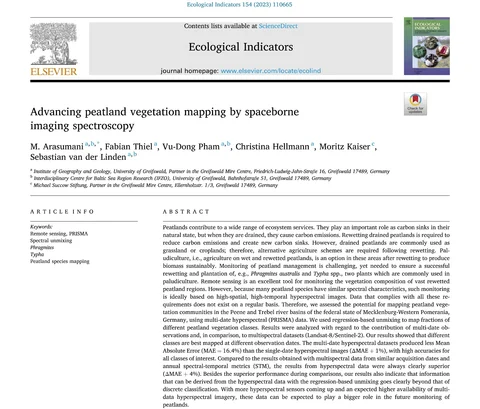 Ecological Indicators 154 (2023) 110665
Contents lists available at ScienceDirect
Ecological Indicators
ELSEVIER
journal homepage: www.elsevier.com/locate/ecolind
ECOLOGICAL
INDICATORS
Check for
updates
Advancing peatland vegetation mapping by spaceborne
imaging spectroscopy
M. Arasumani a,b,*, Fabian Thiel a, Vu-Dong Pham a,b, Christina Hellmann a, Moritz Kaiser c,
Sebastian van der Linden a,b
a Institute of Geography and Geology, University of Greifswald, Partner in the Greifswald Mire Centre, Friedrich-Ludwig-Jahn-Straße 16, Greifswald 17489, Germany
b Interdisciplinary Centre for Baltic Sea Region Research (IFZO), University of Greifswald, Bahnhofstraße 51, Greifswald 17489, Germany
c Michael Succow Stiftung, Partner in the Greifswald Mire Centre, Ellernholzstr. 1/3, Greifswald 17489, Germany
ARTICLE INFO
Keywords:
Remote sensing, PRISMA
Spectral unmixing
Phragmites
Typha
Peatland species mapping
ABSTRACT
Peatlands contribute to a wide range of ecosystem services. They play an important role as carbon sinks in their
natural state, but when they are drained, they cause carbon emissions. Rewetting drained peatlands is required to
reduce carbon emissions and create new carbon sinks. However, drained peatlands are commonly used as
grassland or croplands; therefore, alternative agriculture schemes are required following rewetting. Pal-
udiculture, i.e., agriculture on wet and rewetted peatlands, is an option in these areas after rewetting to produce
biomass sustainably. Monitoring of peatland management is challenging, yet needed to ensure a successful
rewetting and plantation of, e.g., Phragmites australis and Typha spp., two plants which are commonly used in
paludiculture. Remote sensing is an excellent tool for monitoring the vegetation composition of vast rewetted
peatland regions. However, because many peatland species have similar spectral characteristics, such monitoring
is ideally based on high-spatial, high-temporal hyperspectral images. Data that complies with all these re-
quirements does not exist on a regular basis. Therefore, we assessed the potential for mapping peatland vege-
tation communities in the Peene and Trebel river basins of the federal state of Mecklenburg-Western Pomerania,
Germany, using multi-date hyperspectral (PRISMA) data. We used regression-based unmixing to map fractions of
different peatland vegetation classes. Results were analyzed with regard to the contribution of multi-date ob-
servations and, in comparison, to multispectral datasets (Landsat-8/Sentinel-2). Our results showed that different
classes are best mapped at different observation dates. The multi-date hyperspectral datasets produced less Mean
Absolute Error (MAE = 16.4%) than the single-date hyperspectral images (ΔMAE + 1%), with high accuracies for
all classes of interest. Compared to the results obtained with multispectral data from similar acquisition dates and
annual spectral-temporal metrics (STM), the results from hyperspectral data were always clearly superior
(ΔMAE + 4%). Besides the superior performance during comparisons, our results also indicate that information
that can be derived from the hyperspectral data with the regression-based unmixing goes clearly beyond that of
discrete classification. With more hyperspectral sensors coming up and an expected higher availability of multi-
data hyperspectral imagery, these data can be expected to play a bigger role in the future monitoring of
peatlands.